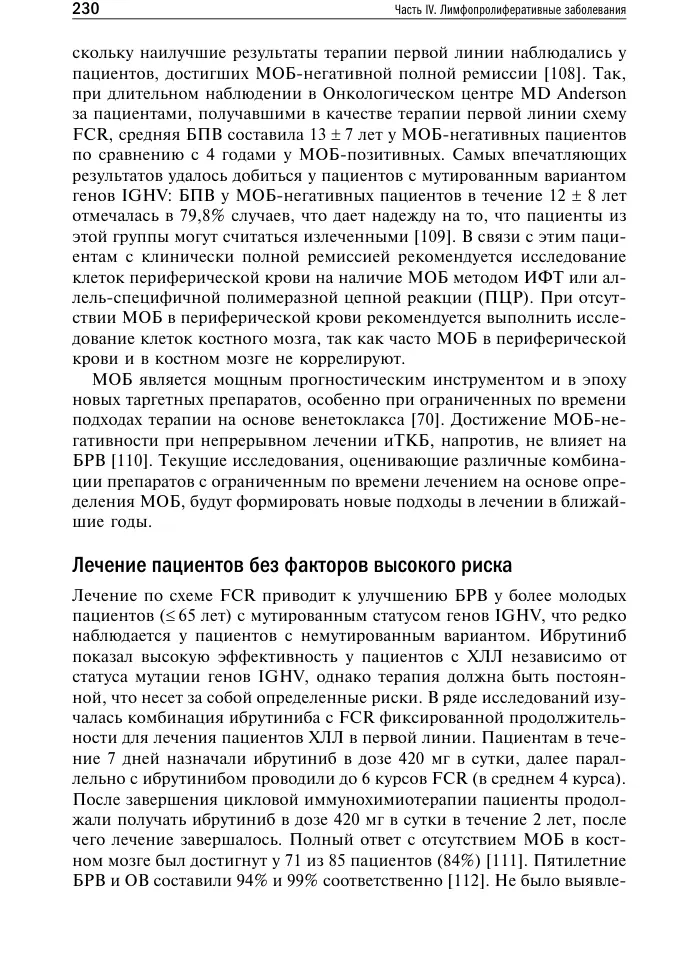 230
Часть IV. Лимфопролиферативные заболевания
скольку наилучшие результаты терапии первой линии наблюдались у
пациентов, достигших МОБ-негативной полной ремиссии [108]. Так,
при длительном наблюдении в Онкологическом центре MD Anderson
за пациентами, получавшими в качестве терапии первой линии схему
FCR, средняя БПВ составила 13 ± 7 лет у МОБ-негативных пациентов
по сравнению с 4 годами у МОБ-позитивных. Самых впечатляющих
результатов удалось добиться у пациентов с мутированным вариантом
генов IGHV: БПВ у МОБ-негативных пациентов в течение 12 ± 8 лет
отмечалась в 79,8% случаев, что дает надежду на то, что пациенты из
этой группы могут считаться излеченными [109]. В связи с этим паци-
ентам с клинически полной ремиссией рекомендуется исследование
клеток периферической крови на наличие МОБ методом ИФТ или ал-
лель-специфичной полимеразной цепной реакции (ПЦР). При отсут-
ствии МОБ в периферической крови рекомендуется выполнить иссле-
дование клеток костного мозга, так как часто МОБ в периферической
крови и в костном мозге не коррелируют.
МОБ является мощным прогностическим инструментом и в эпоху
новых таргетных препаратов, особенно при ограниченных по времени
подходах терапии на основе венетоклакса [70]. Достижение МОБ-не-
гативности при непрерывном лечении иТКБ, напротив, не влияет на
БРВ [110]. Текущие исследования, оценивающие различные комбина-
ции препаратов с ограниченным по времени лечением на основе опре-
деления МОБ, будут формировать новые подходы в лечении в ближай-
шие годы.
Лечение пациентов без факторов высокого риска
Лечение по схеме FCR приводит к улучшению БРВ у более молодых
пациентов (≤ 65 лет) с мутированным статусом генов IGHV, что редко
наблюдается у пациентов с немутированным вариантом. Ибрутиниб
показал высокую эффективность у пациентов с ХЛЛ независимо от
статуса мутации генов IGHV, однако терапия должна быть постоян-
ной, что несет за собой определенные риски. В ряде исследований изу-
чалась комбинация ибрутиниба с FCR фиксированной продолжитель-
ности для лечения пациентов ХЛЛ в первой линии. Пациентам в тече-
ние 7 дней назначали ибрутиниб в дозе 420 мг в сутки, далее парал-
лельно с ибрутинибом проводили до 6 курсов FCR (в среднем 4 курса).
После завершения цикловой иммунохимиотерапии пациенты продол-
жали получать ибрутиниб в дозе 420 мг в сутки в течение 2 лет, после
чего лечение завершалось. Полный ответ с отсутствием МОБ в кост-
ном мозге был достигнут у 71 из 85 пациентов (84%) [111]. Пятилетние
БРВ и ОВ составили 94% и 99% соответственно [112]. Не было выявле-